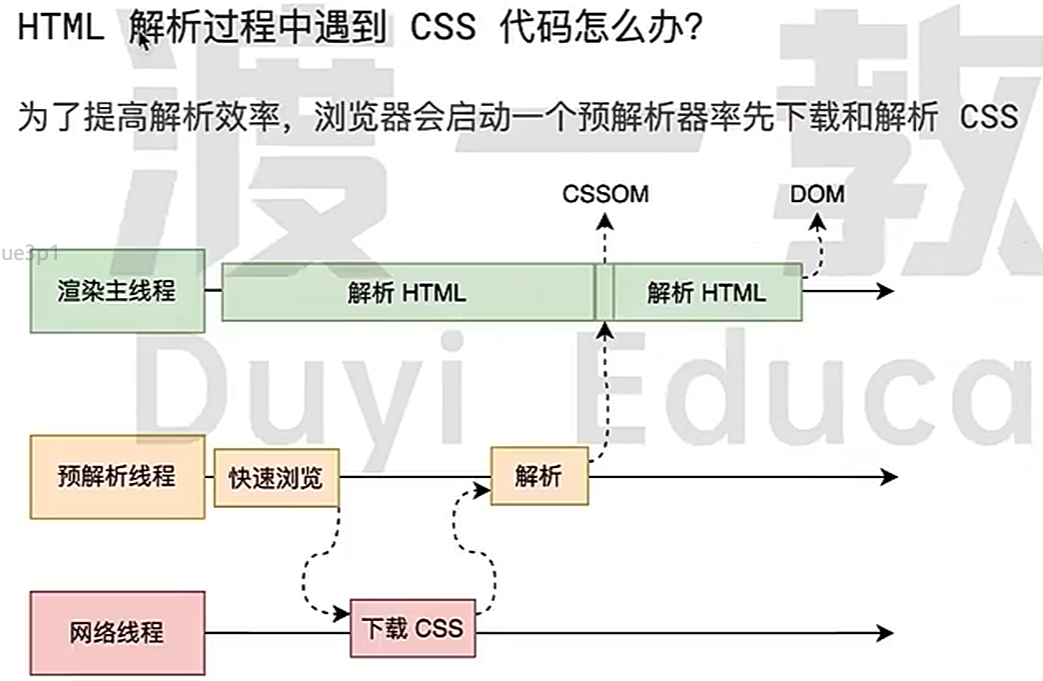 HTML 解析过程中遇到 CSS 代码怎么办?
为了提高解析效率，浏览器会启动一个预解析器率先下载和解析 CSS
渡一教
CSSOM
DOM
ue3p1
渲染主线程
解析 HTML
解析 HTML
Duyi Educa
预解析线程
快速浏览
解析
网络线程
下载 CSS